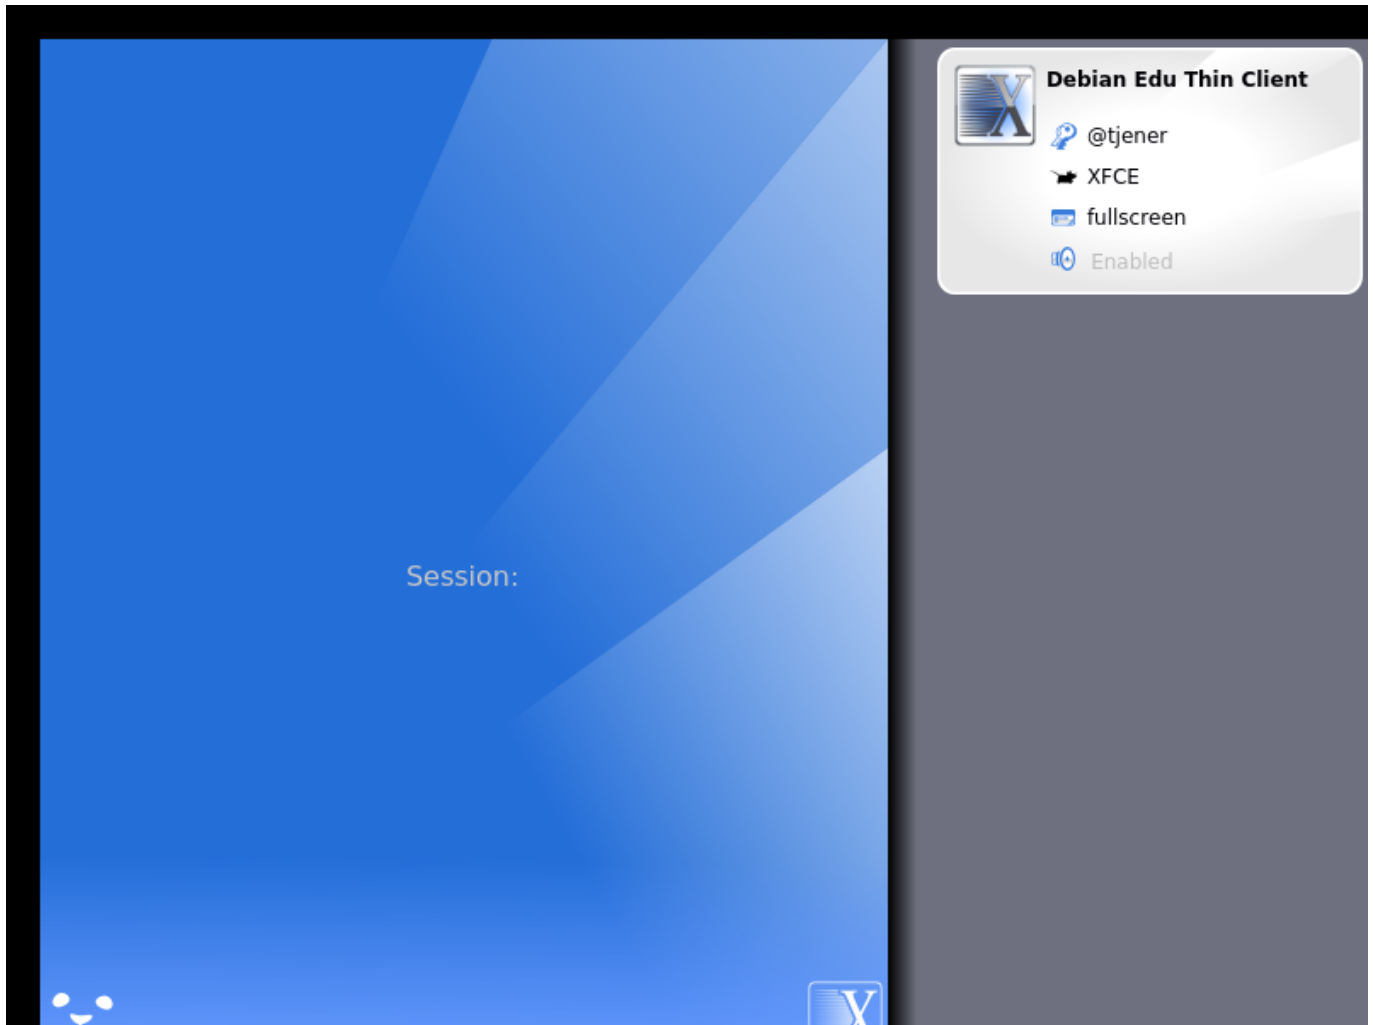 Debian Edu Thin Client
@tjener
XFCE
fullscreen
Enabled
Session:
X
X